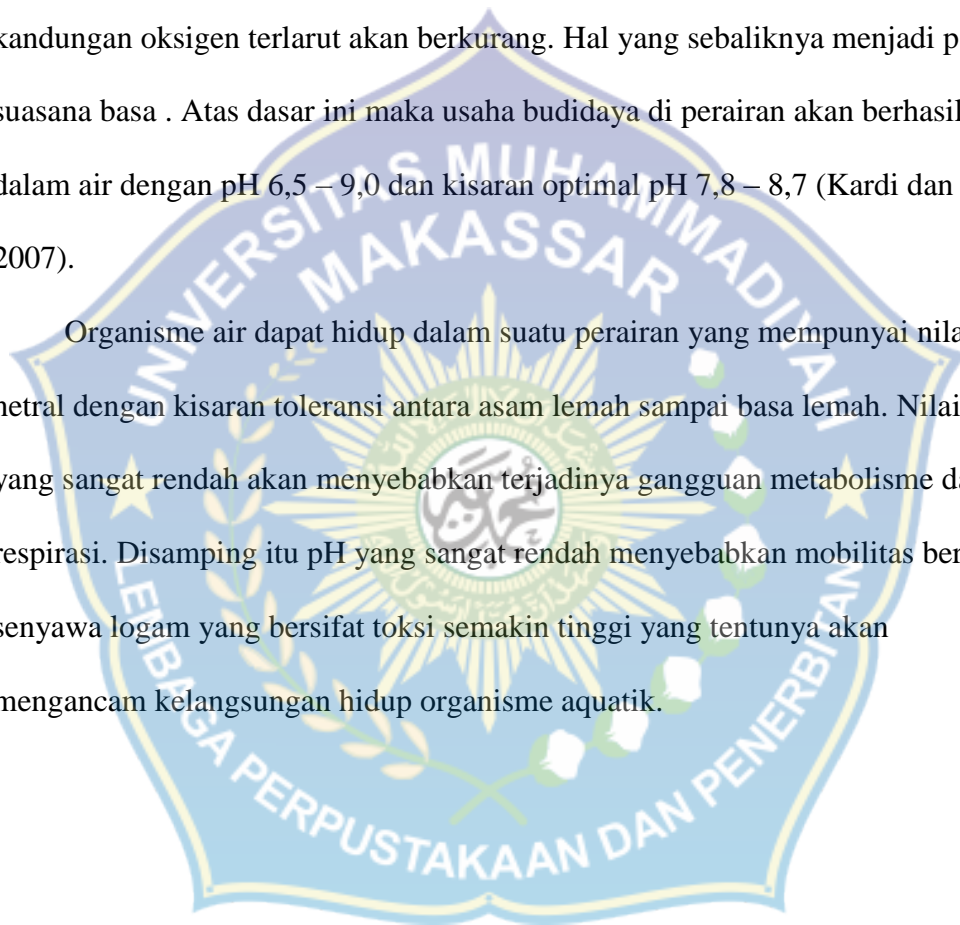 kandungan oksigen terlarut akan berkurang. Hal yang sebaliknya menjadi p
suasana basa . Atas dasar ini maka usaha budidaya di perairan akan berhasil
dalam air dengan pH 6,5 – 9,0 dan kisaran optimal pH 7,8 – 8,7 (Kardi dan
2007).
Organisme air dapat hidup dalam suatu perairan yang mempunyai nila
netral dengan kisaran toleransi antara asam lemah sampai basa lemah. Nilai
yang sangat rendah akan menyebabkan terjadinya gangguan metabolisme da
respirasi. Disamping itu pH yang sangat rendah menyebabkan mobilitas ber
senyawa logam yang bersifat toksi semakin tinggi yang tentunya akan
mengancam kelangsungan hidup organisme aquatik.
UNIVERSITAS MUHAMMADIYAH
MAKASSAR
LEMBAGA PERPUSTAKAAN DAN PENERBITAN